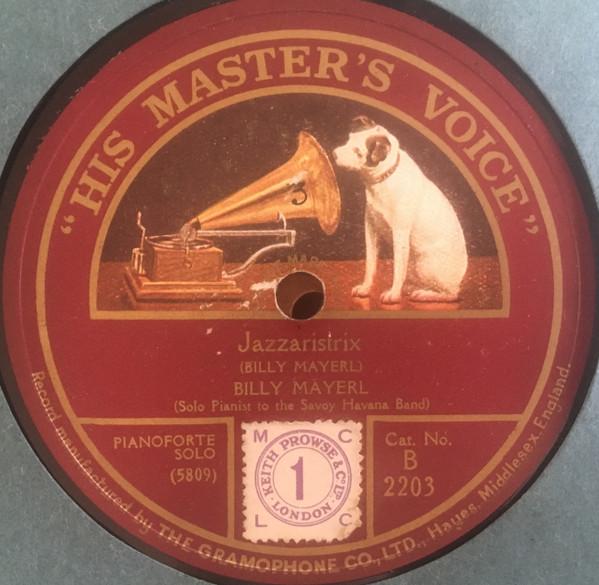 "HIS MASTER'S VOICE"
Jazzaristrix
(BILLY MAYERL)
BILLY MAYERL
(Solo Pianist to the Savoy Havana Band)
PIANOFORTE
SOLO
(5809)
M C
KEITH PROWSE & Co LTD
1
LONDON
L C
Cat. No.
B
2203
Record manufactured by THE GRAMOPHONE CO., LTD., Hayes, Middlesex, England.